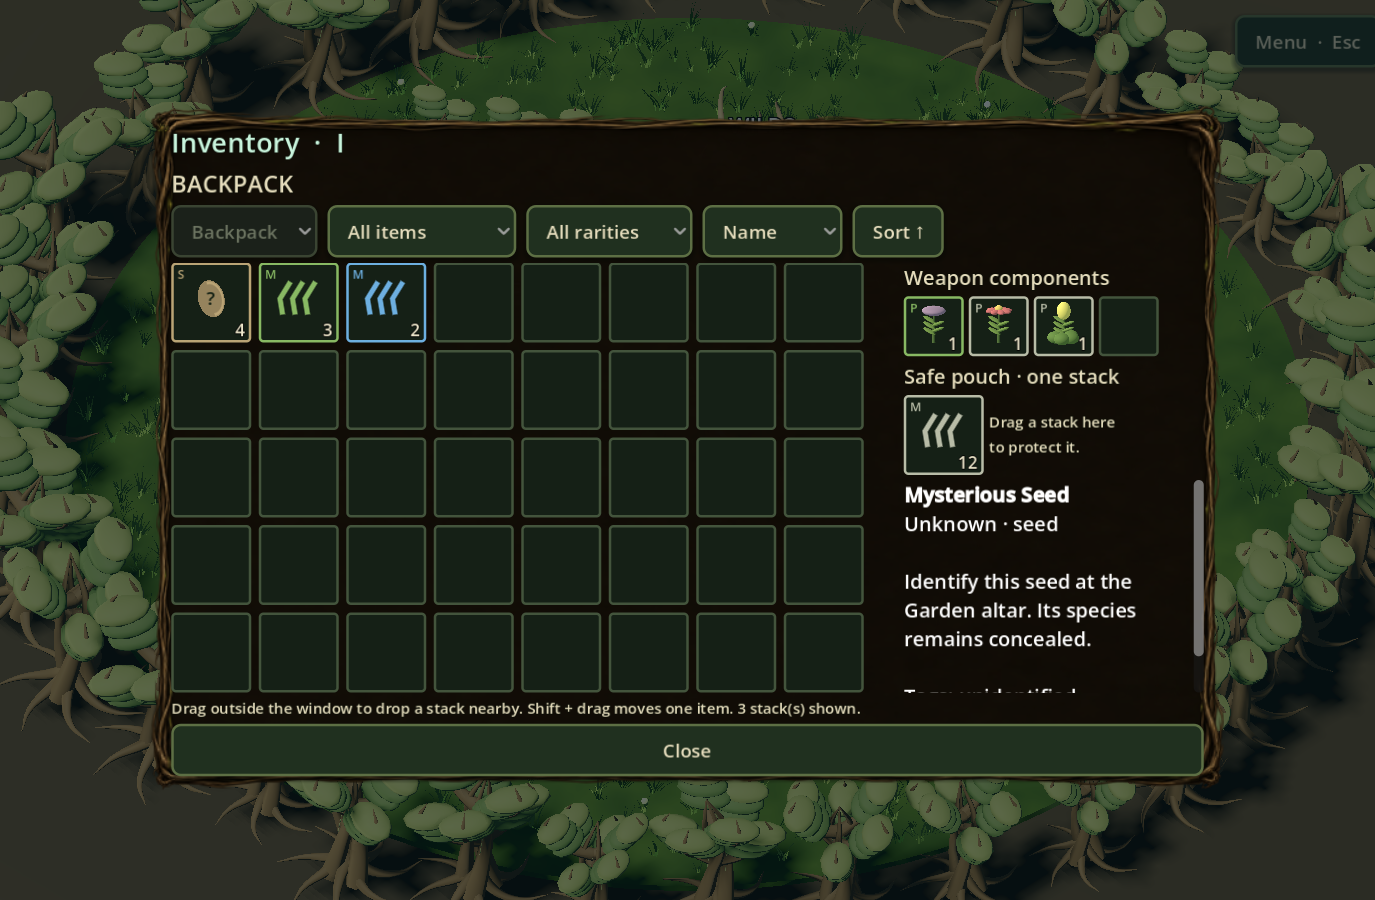 Menu · Esc
Inventory · I
BACKPACK
Backpack
All items
All rarities
Name
Sort ↑
S
?
4
M
3
M
2
Weapon components
P
1
P
1
P
1
Safe pouch · one stack
M
12
Drag a stack here
to protect it.
Mysterious Seed
Unknown · seed
Identify this seed at the
Garden altar. Its species
remains concealed.
Drag outside the window to drop a stack nearby. Shift + drag moves one item. 3 stack(s) shown.
Close